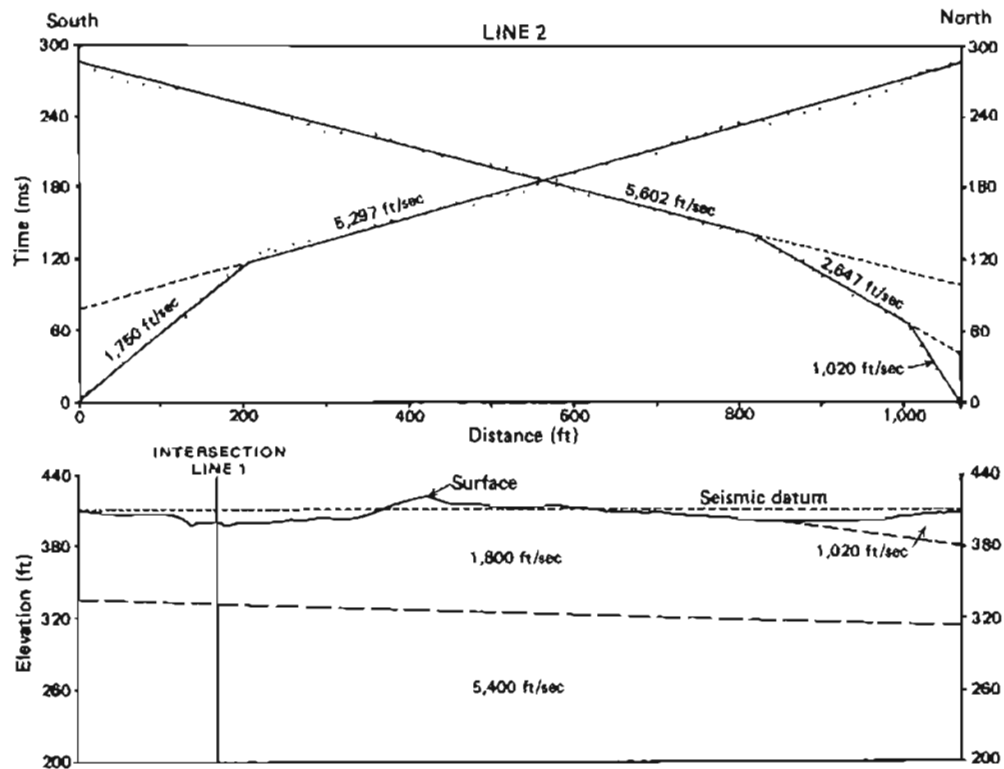 South
LINE 2
North
300
240
180
120
60
0
Time (ms)
300
240
180
120
60
0
1,750 ft/sec
5,297 ft/sec
5,602 ft/sec
2,647 ft/sec
1,020 ft/sec
0
200
400
600
800
1,000
Distance (ft)
INTERSECTION
LINE 1
Surface
Seismic datum
440
380
320
260
200
Elevation (ft)
440
380
320
260
200
1,020 ft/sec
1,800 ft/sec
5,400 ft/sec